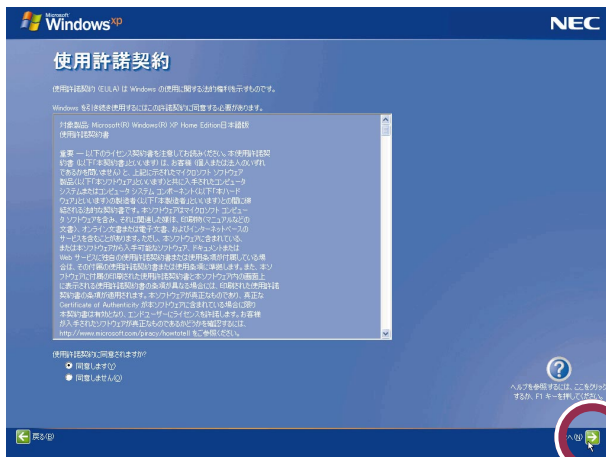 Microsoft
Windows xp
NEC
使用許諾契約
使用許諾契約 (EULA) は Windows の使用に関する法的権利を示すものです。
Windows を引き続き使用するにはこの許諾契約に同意する必要があります。
対象製品: Microsoft(R) Windows(R) XP Home Edition日本語版
使用許諾契約書
重要 — 以下のライセンス契約書を注意してお読みください。本使用許諾契
約書 (以下「本契約書」といいます) は、お客様 (個人または法人のいずれ
であるかを問いません) と、上記に示されたマイクロソフト ソフトウェア
製品(以下「本ソフトウェア」といいます)と共に入手されたコンピュータ
システムまたはコンピュータ システム コンポーネント(以下「本ハード
ウェア」といいます)の製造者(以下「本製造者」といいます)との間に締
結される法的な契約書です。本ソフトウェアはマイクロソフト コンピュー
タ ソフトウェアを含み、それに関連した媒体、印刷物(マニュアルなどの
文書)、オンライン文書または電子文書、およびインターネットベースの
サービスを含むことがあります。ただし、本ソフトウェアに含まれている、
または本ソフトウェアから入手可能なソフトウェア、ドキュメントまたは
Web サービスに独自の使用許諾契約書または使用条項が付属している場
合は、その付属の使用許諾契約書または使用条項に準拠します。また、本ソ
フトウェアに付属の印刷された使用許諾契約書と本ソフトウェア内の画面上
に表示される使用許諾契約書の条項が異なる場合には、印刷された使用許諾
契約書の条項が適用されます。本ソフトウェアが真正なものであり、真正な
Certificate of Authenticity が本ソフトウェアに含まれている場合に限り
本契約書は有効となり、エンドユーザーにライセンスを許諾します。お客様
が入手されたソフトウェアが真正なものであるかどうかを確認するには、
http://www.microsoft.com/piracy/howtotell をご参照ください。
使用許諾契約に同意されますか?
同意します(Y)
同意しません(O)
ヘルプを参照するには、ここをクリック
するか、F1 キーを押してください。
戻る(B)
へ(N)